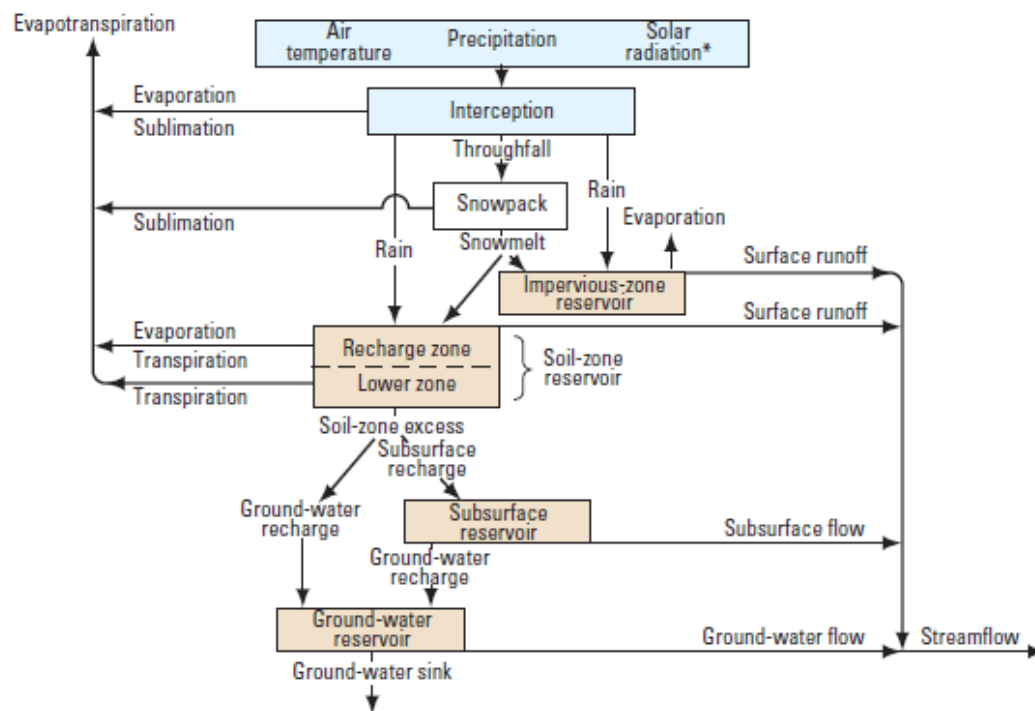 Evapotranspiration
Air
temperature
Precipitation
Solar
radiation*
Evaporation
Sublimation
Interception
Throughfall
Rain
Snowpack
Sublimation
Evaporation
Rain
Snowmelt
Surface runoff
Impervious-zone
reservoir
Surface runoff
Evaporation
Transpiration
Recharge zone
Lower zone
Soil-zone
reservoir
Transpiration
Soil-zone excess
Subsurface
recharge
Ground-water
recharge
Subsurface
reservoir
Subsurface flow
Ground-water
recharge
Ground-water
reservoir
Ground-water flow
Streamflow
Ground-water sink